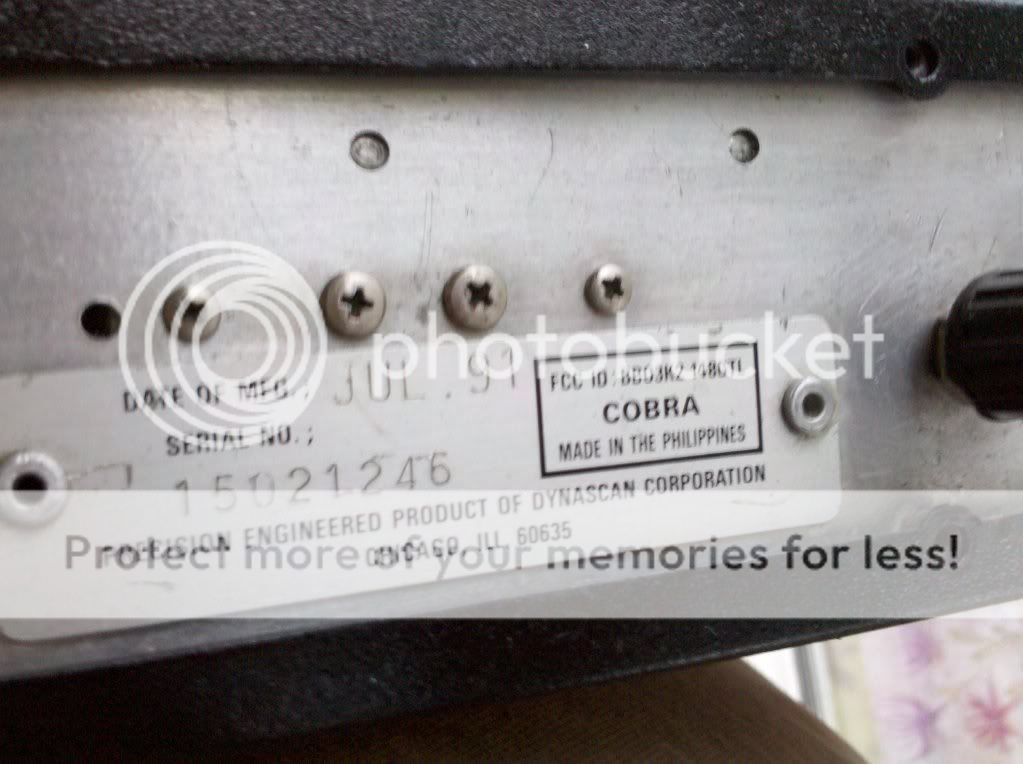 photobucket
DATE OF MFG.; JUL. 91
SERIAL NO.;
15021246
FCC ID:
COBRA
MADE IN THE PHILIPPINES
PRECISION ENGINEERED PRODUCT OF DYNASCAN CORPORATION
CHICAGO, ILL. 60635
Protect more of your memories for less!